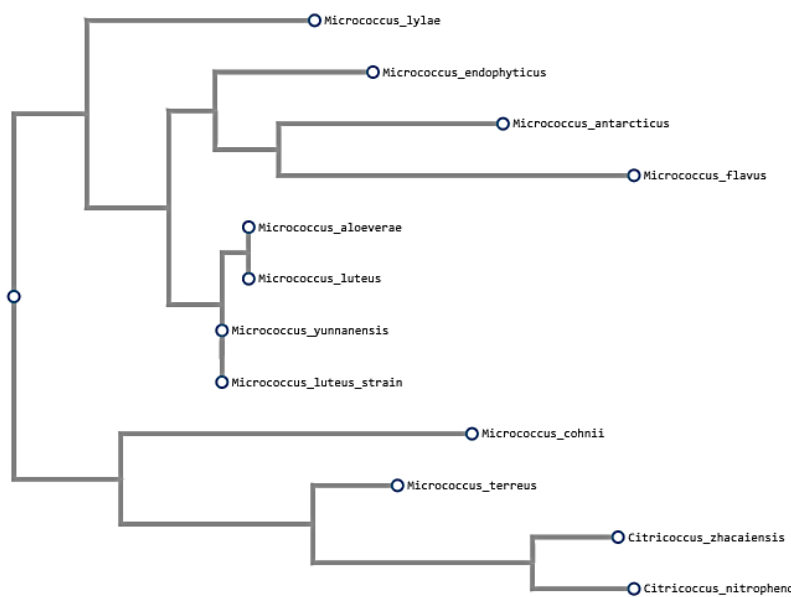 Micrococcus_lylae
Micrococcus_endophyticus
Micrococcus_antarcticus
Micrococcus_flavus
Micrococcus_aloeverae
Micrococcus_luteus
Micrococcus_yunnanensis
Micrococcus_luteus_strain
Micrococcus_cohnii
Micrococcus_terreus
Citricoccus_zhacaiensis